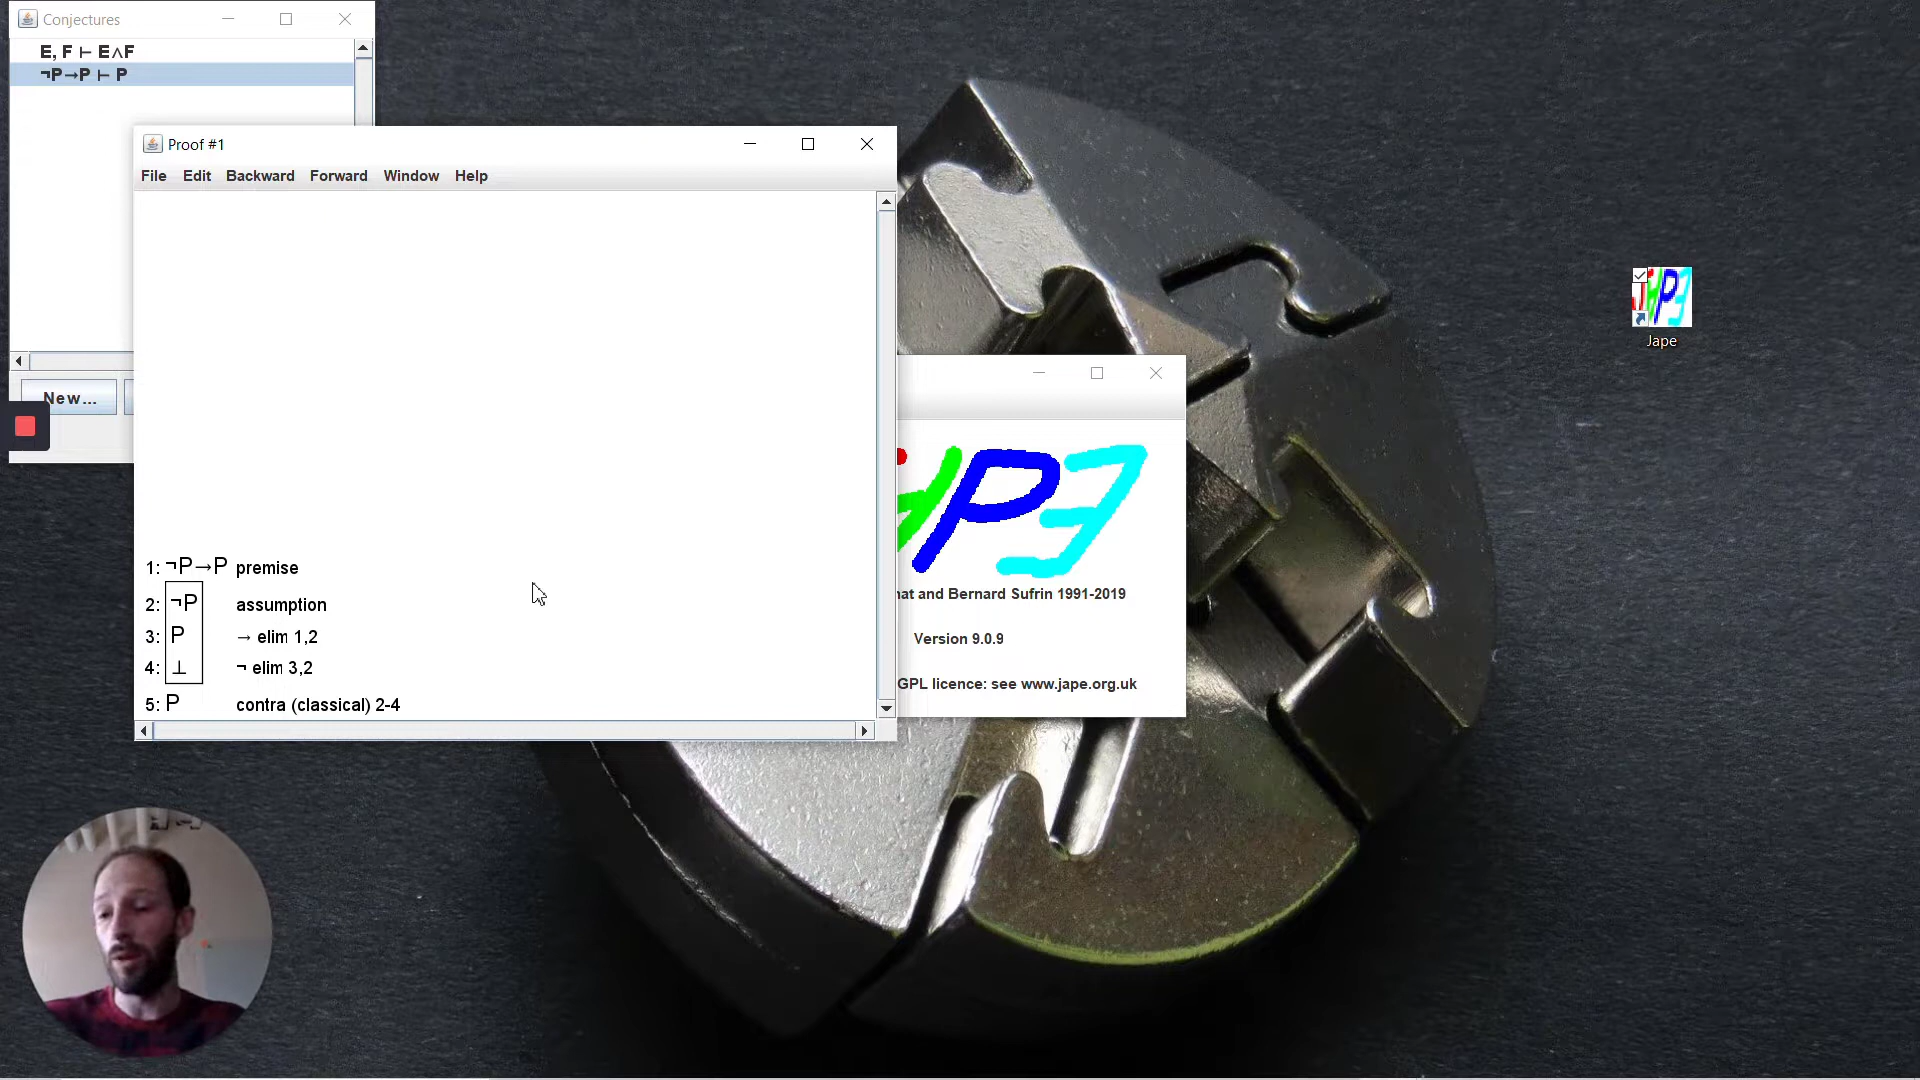 Conjectures
E, F ⊢ E∧F
¬P→P ⊢ P
Proof #1
File Edit Backward Forward Window Help
New...
1: ¬P→P premise
2: ¬P assumption
3: P → elim 1,2
4: ⊥ ¬ elim 3,2
5: P contra (classical) 2-4
and Bernard Sufrin 1991-2019
Version 9.0.9
GPL licence: see www.jape.org.uk
Jape